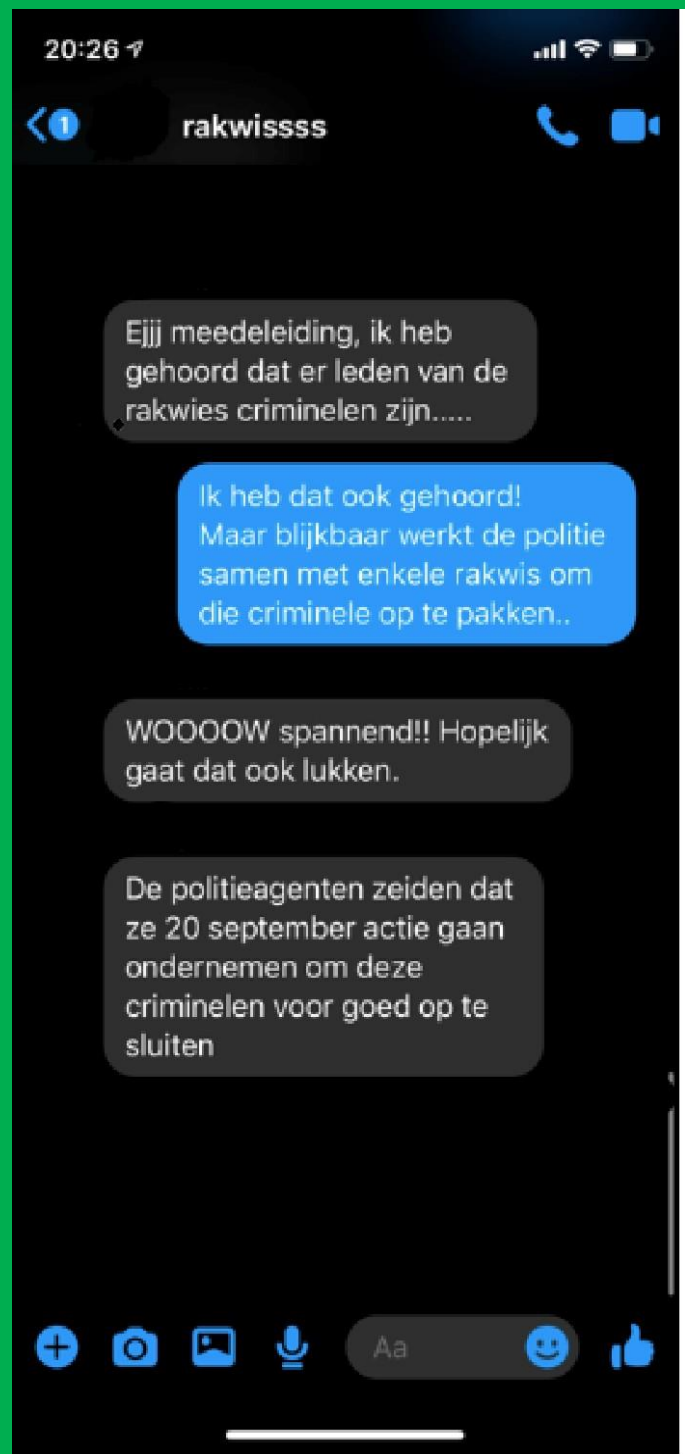 20:26
1
rakwissss
Ejjj meedeleiding, ik heb
gehoord dat er leden van de
rakwies criminelen zijn.....
Ik heb dat ook gehoord!
Maar blijkbaar werkt de politie
samen met enkele rakwis om
die criminele op te pakken..
WOOOOW spannend!! Hopelijk
gaat dat ook lukken.
De politieagenten zeiden dat
ze 20 september actie gaan
ondernemen om deze
criminelen voor goed op te
sluiten
Aa